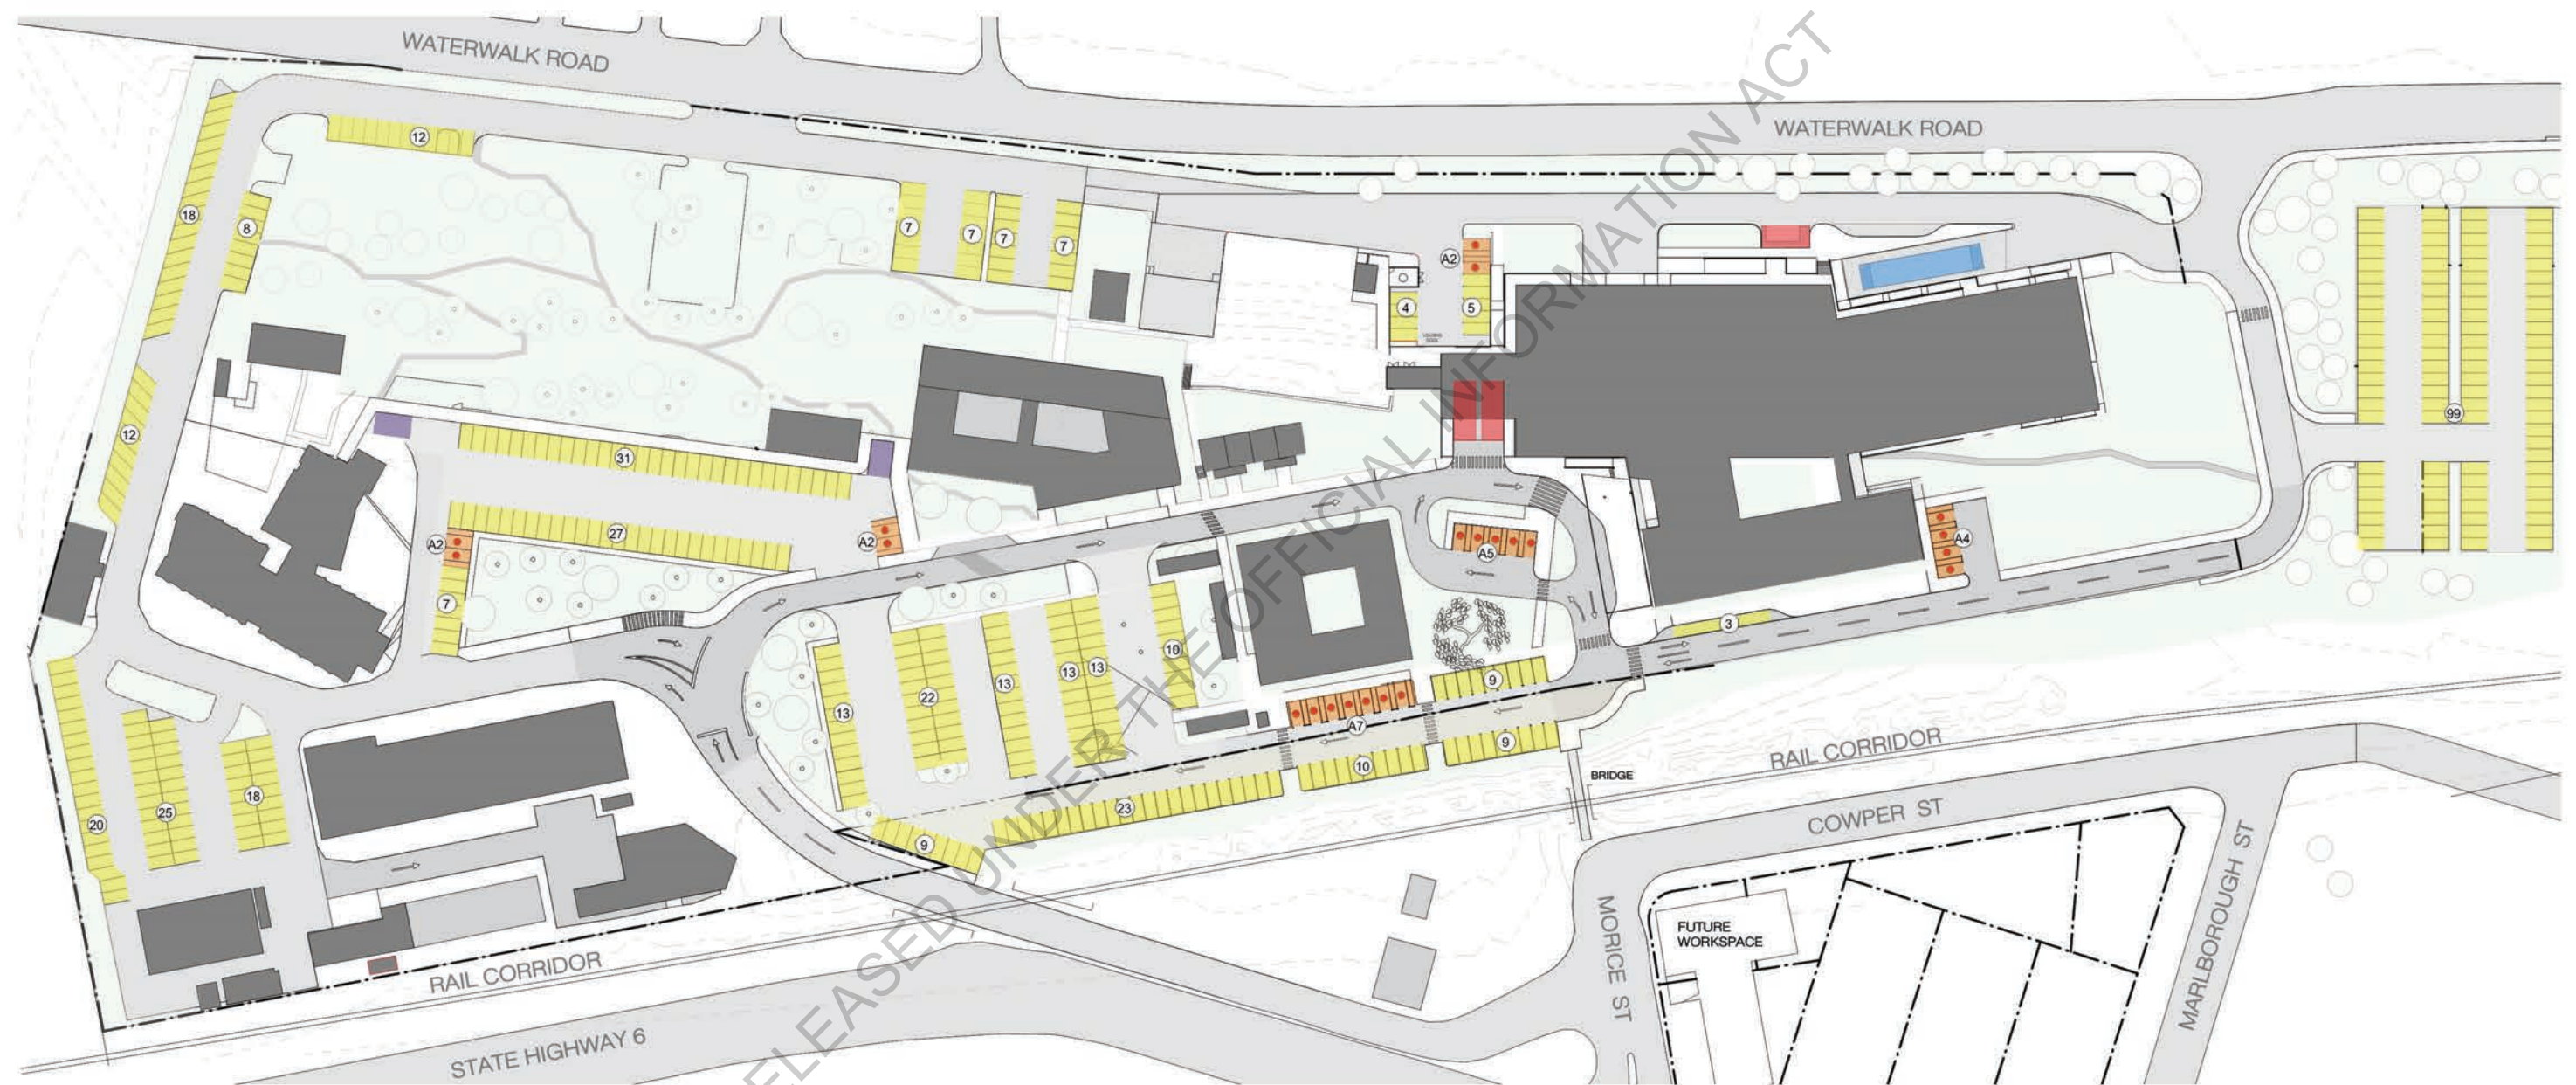 WATERWALK ROAD
WATERWALK ROAD
12
18
8
7
7
7
7
A2
4
5
LOADING DOCK
99
12
31
27
A2
A2
7
A5
A4
3
13
22
13
13
13
10
9
A7
9
10
23
9
20
25
18
BRIDGE
RAIL CORRIDOR
COWPER ST
MORICE ST
MARLBOROUGH ST
FUTURE
WORKSPACE
RAIL CORRIDOR
STATE HIGHWAY 6
RELEASED UNDER THE OFFICIAL INFORMATION ACT